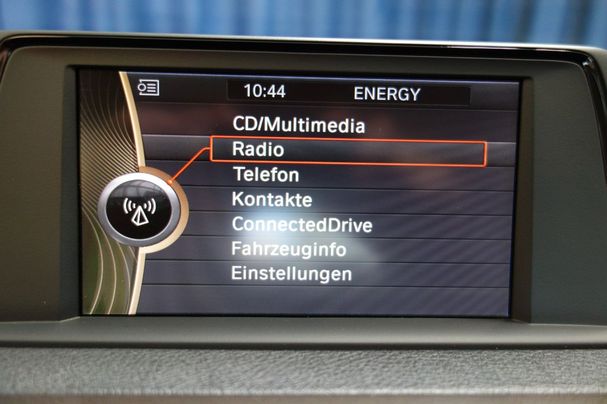 10:44 ENERGY
CD/Multimedia
Radio
Telefon
Kontakte
ConnectedDrive
Fahrzeuginfo
Einstellungen